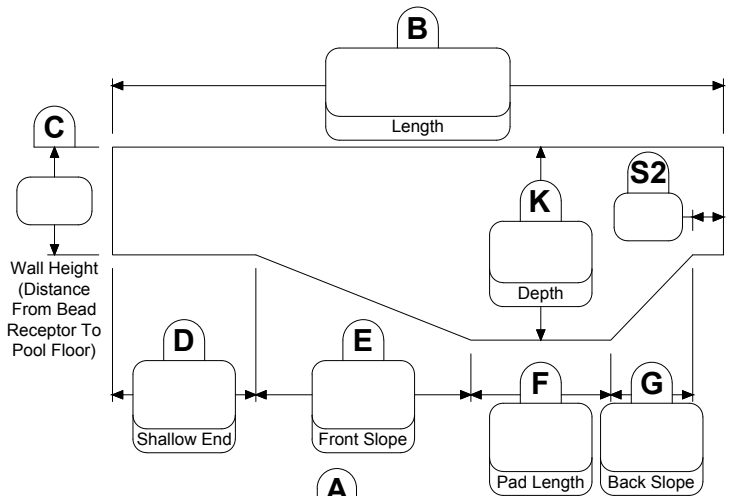 B
Length
C
S2
K
Wall Height
(Distance
From Bead
Receptor To
Pool Floor)
Depth
D
E
F
G
Shallow End
Front Slope
Pad Length
Back Slope
A